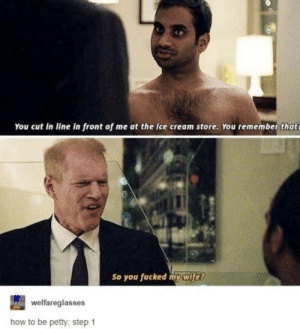 You cut in line in front of me at the ice cream store. You remember that?
So you fucked my wife?
welfareglasses
how to be petty; step 1